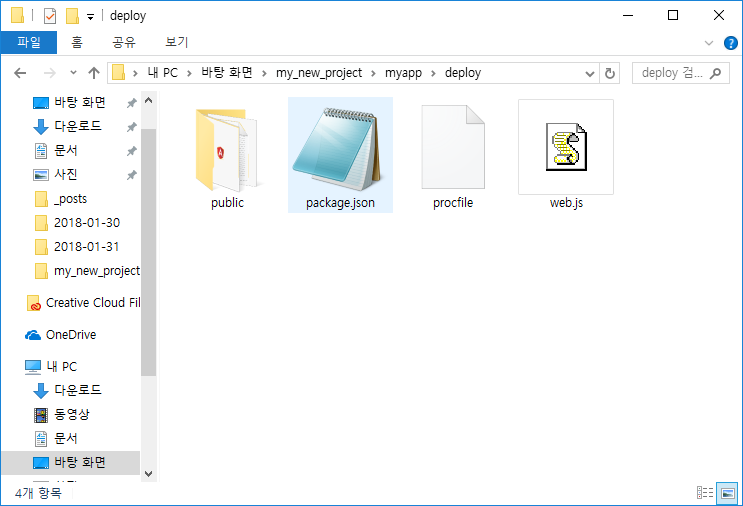 deploy
파일 홈 공유 보기
내 PC 바탕 화면 my_new_project myapp deploy
deploy 검...
바탕 화면
다운로드
문서
사진
_posts
2018-01-30
2018-01-31
my_new_project
Creative Cloud Fil
OneDrive
내 PC
다운로드
동영상
문서
바탕 화면
public
package.json
procfile
web.js
4개 항목